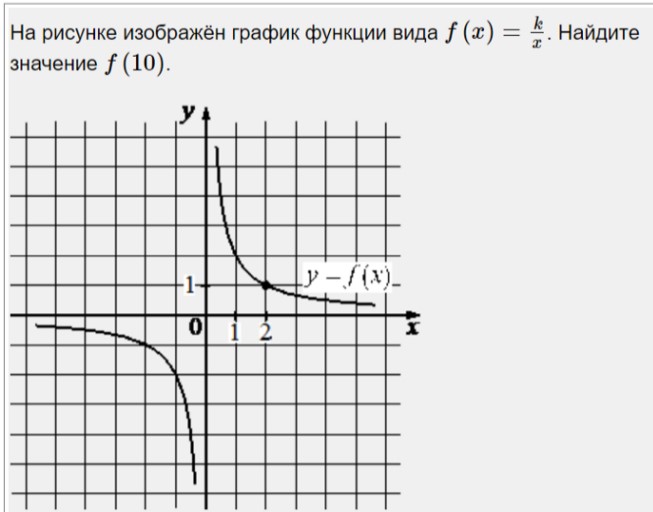 На рисунке изображён график функции вида f (x) = k/x. Найдите
значение f (10).
y
y = f(x)
1
0 1 2 x